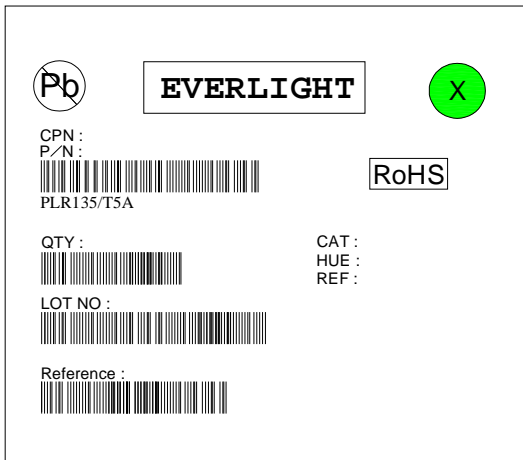 Pb
EVERLIGHT
X
CPN :
P/N :
RoHS
PLR135/T5A
QTY :
CAT :
HUE :
REF :
LOT NO :
Reference :